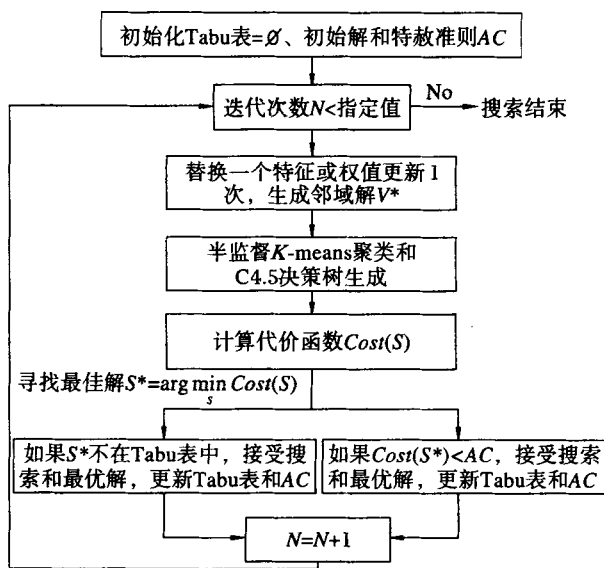 初始化Tabu表=∅、初始解和特赦准则AC
迭代次数N<指定值
No
搜索结束
替换一个特征或权值更新1
次，生成邻域解V*
半监督K-means聚类和
C4.5决策树生成
计算代价函数Cost(S)
寻找最佳解S*=arg min Cost(S)
s
如果S*不在Tabu表中，接受搜
索和最优解，更新Tabu表和AC
如果Cost(S*)<AC，接受搜索
和最优解，更新Tabu表和AC
N=N+1